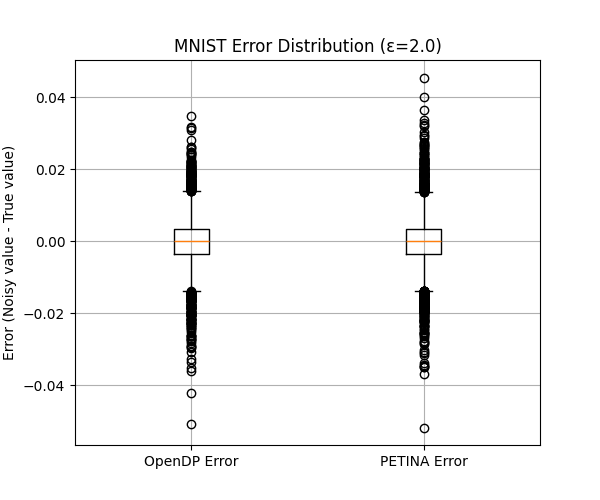 MNIST Error Distribution (ε=2.0)
Error (Noisy value - True value)
0.04
0.02
0.00
−0.02
−0.04
OpenDP Error
PETINA Error